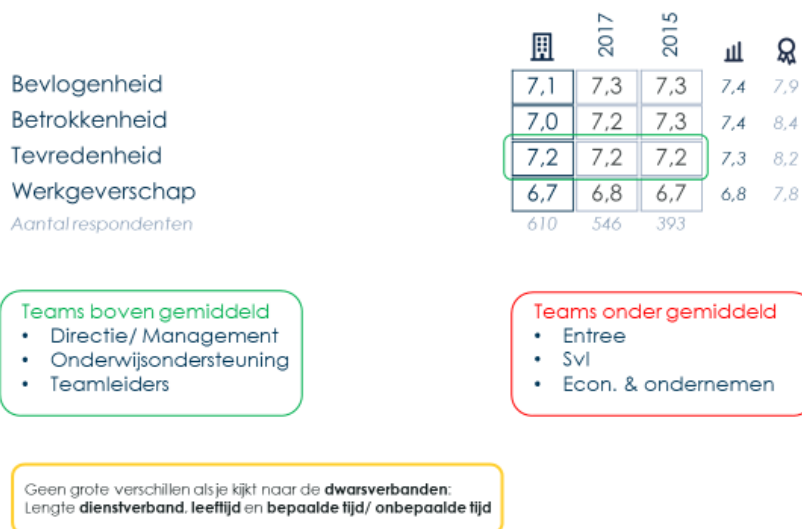 2017 2015
Bevlogenheid 7,1 7,3 7,3 7,4 7,9
Betrokkenheid 7,0 7,2 7,3 7,4 8,4
Tevredenheid 7,2 7,2 7,2 7,3 8,2
Werkgeverschap 6,7 6,8 6,7 6,8 7,8
Aantal respondenten 610 546 393
Teams boven gemiddeld
• Directie/ Management
• Onderwijsondersteuning
• Teamleiders
Teams onder gemiddeld
• Entree
• Svl
• Econ. & ondernemen
Geen grote verschillen als je kijkt naar de dwarsverbanden:
Lengte dienstverband, leeftijd en bepaalde tijd/ onbepaalde tijd